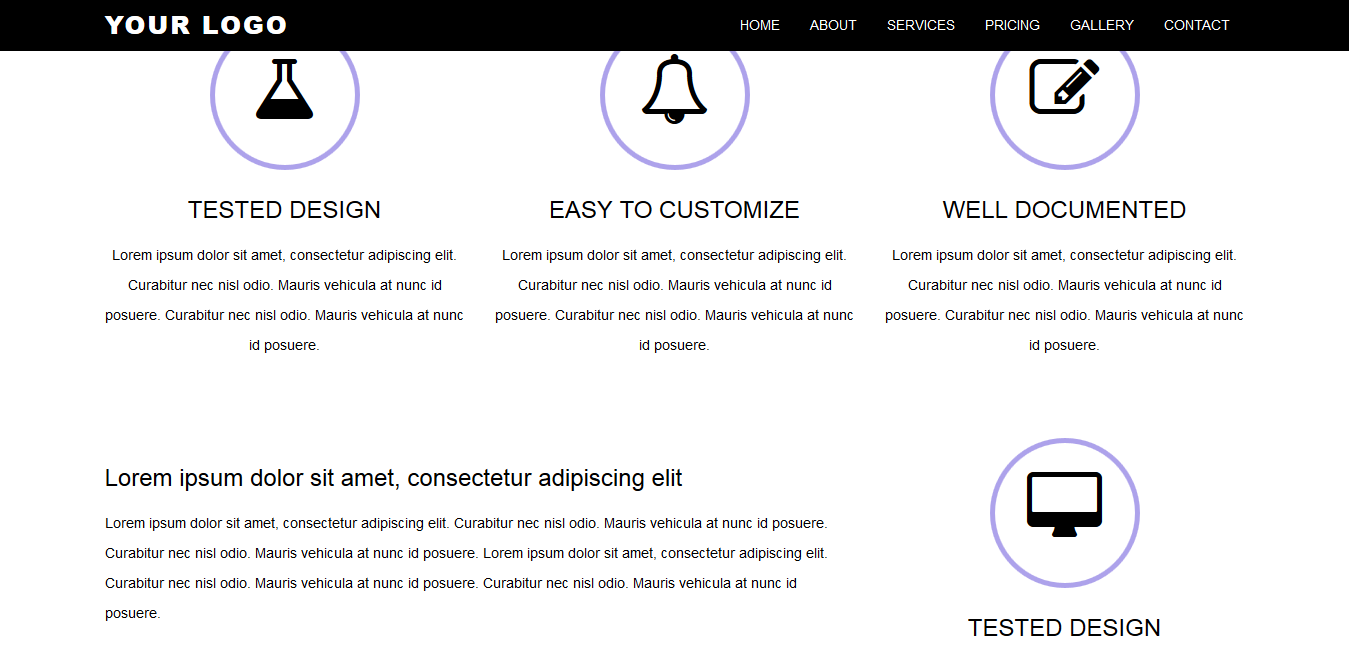 YOUR LOGO
HOME ABOUT SERVICES PRICING GALLERY CONTACT
TESTED DESIGN
Lorem ipsum dolor sit amet, consectetur adipiscing elit.
Curabitur nec nisl odio. Mauris vehicula at nunc id
posuere. Curabitur nec nisl odio. Mauris vehicula at nunc
id posuere.
EASY TO CUSTOMIZE
Lorem ipsum dolor sit amet, consectetur adipiscing elit.
Curabitur nec nisl odio. Mauris vehicula at nunc id
posuere. Curabitur nec nisl odio. Mauris vehicula at nunc
id posuere.
WELL DOCUMENTED
Lorem ipsum dolor sit amet, consectetur adipiscing elit.
Curabitur nec nisl odio. Mauris vehicula at nunc id
posuere. Curabitur nec nisl odio. Mauris vehicula at nunc
id posuere.
Lorem ipsum dolor sit amet, consectetur adipiscing elit
Lorem ipsum dolor sit amet, consectetur adipiscing elit. Curabitur nec nisl odio. Mauris vehicula at nunc id posuere.
Curabitur nec nisl odio. Mauris vehicula at nunc id posuere. Lorem ipsum dolor sit amet, consectetur adipiscing elit.
Curabitur nec nisl odio. Mauris vehicula at nunc id posuere. Curabitur nec nisl odio. Mauris vehicula at nunc id
posuere.
TESTED DESIGN